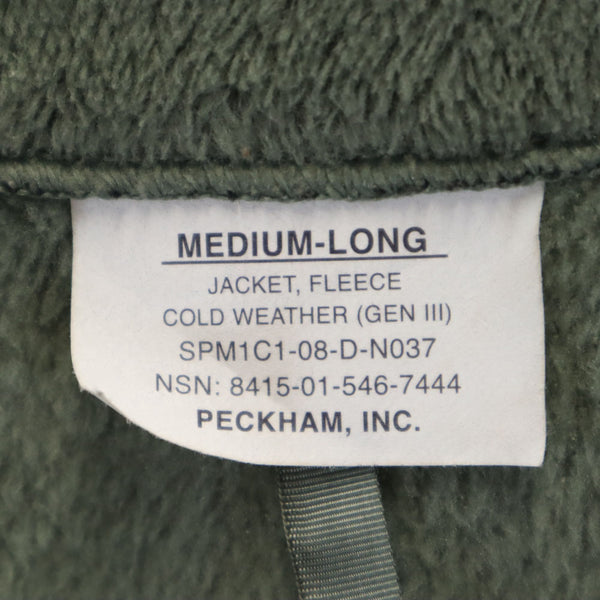 MEDIUM-LONG
JACKET, FLEECE
COLD WEATHER (GEN III)
SPM1C1-08-D-N037
NSN: 8415-01-546-7444
PECKHAM, INC.